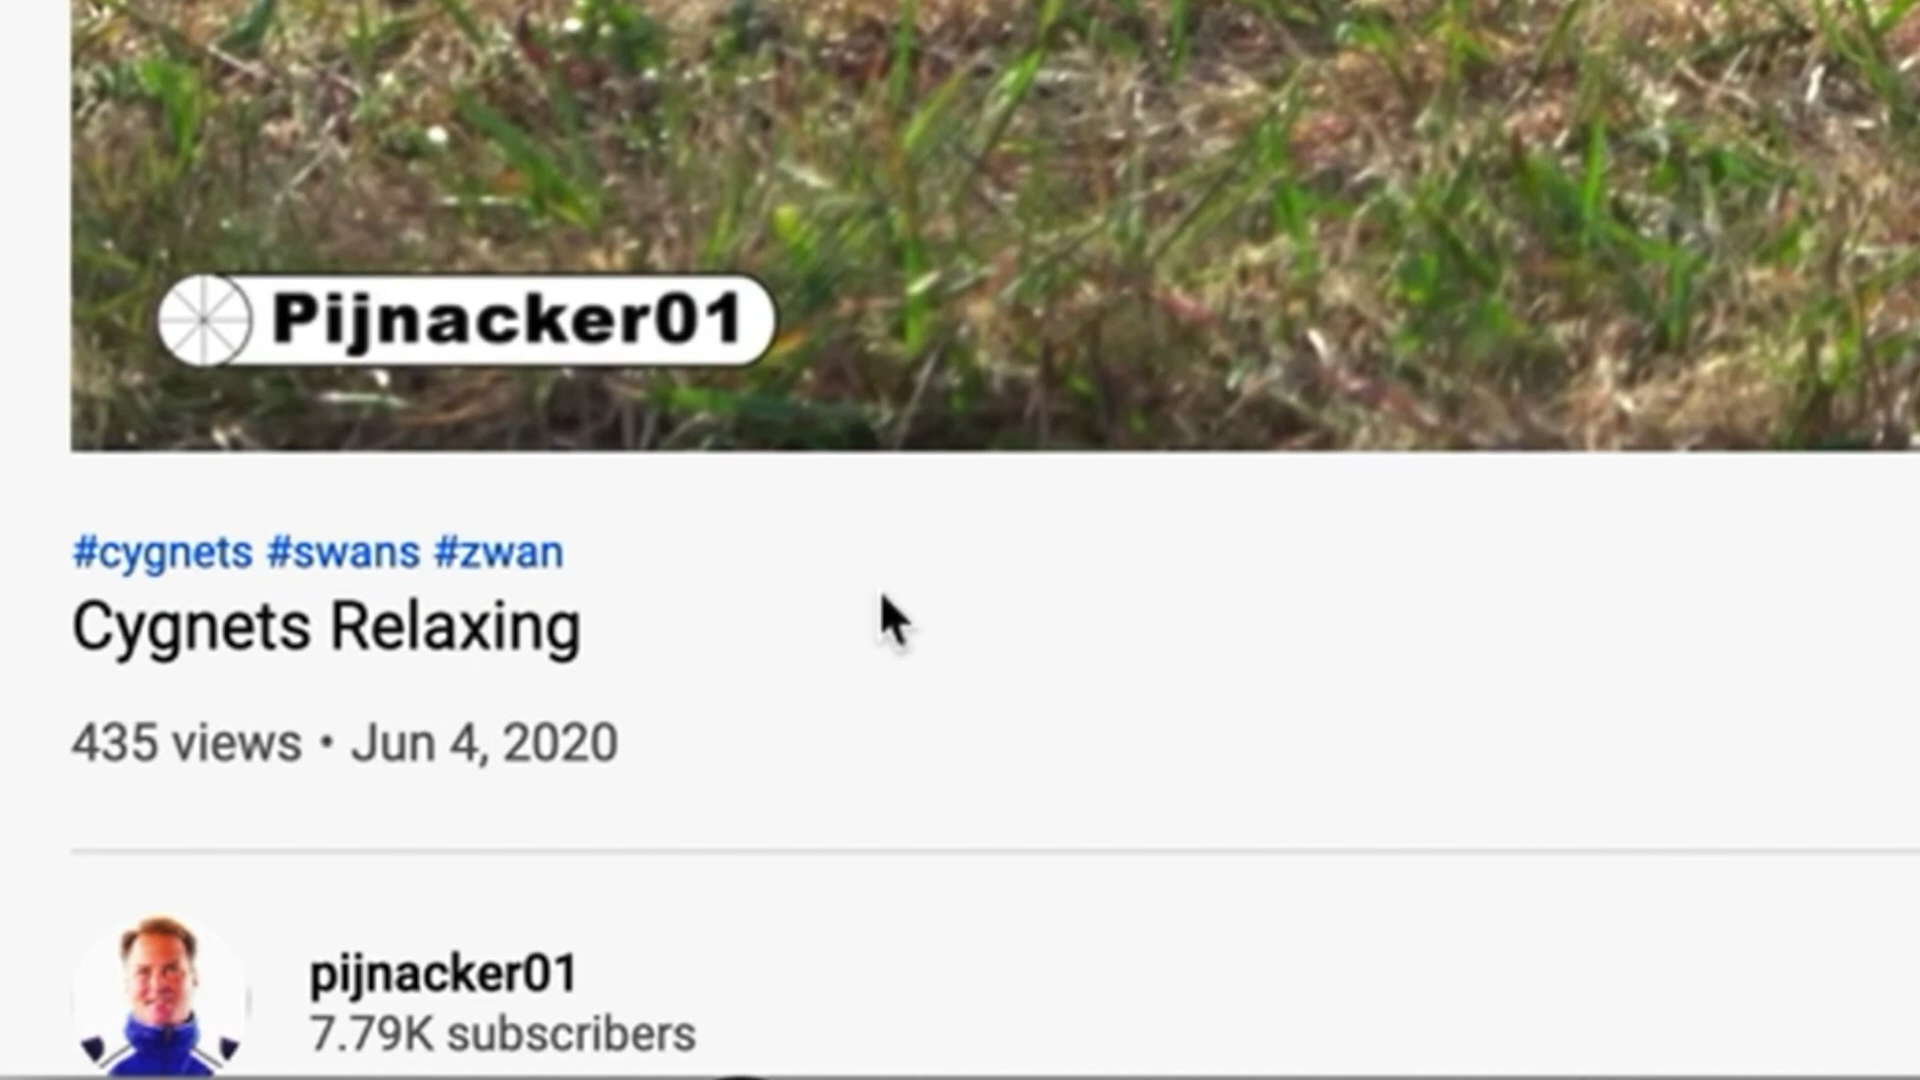 Pijnacker01
#cygnets #swans #zwan
Cygnets Relaxing
435 views • Jun 4, 2020
pijnacker01
7.79K subscribers